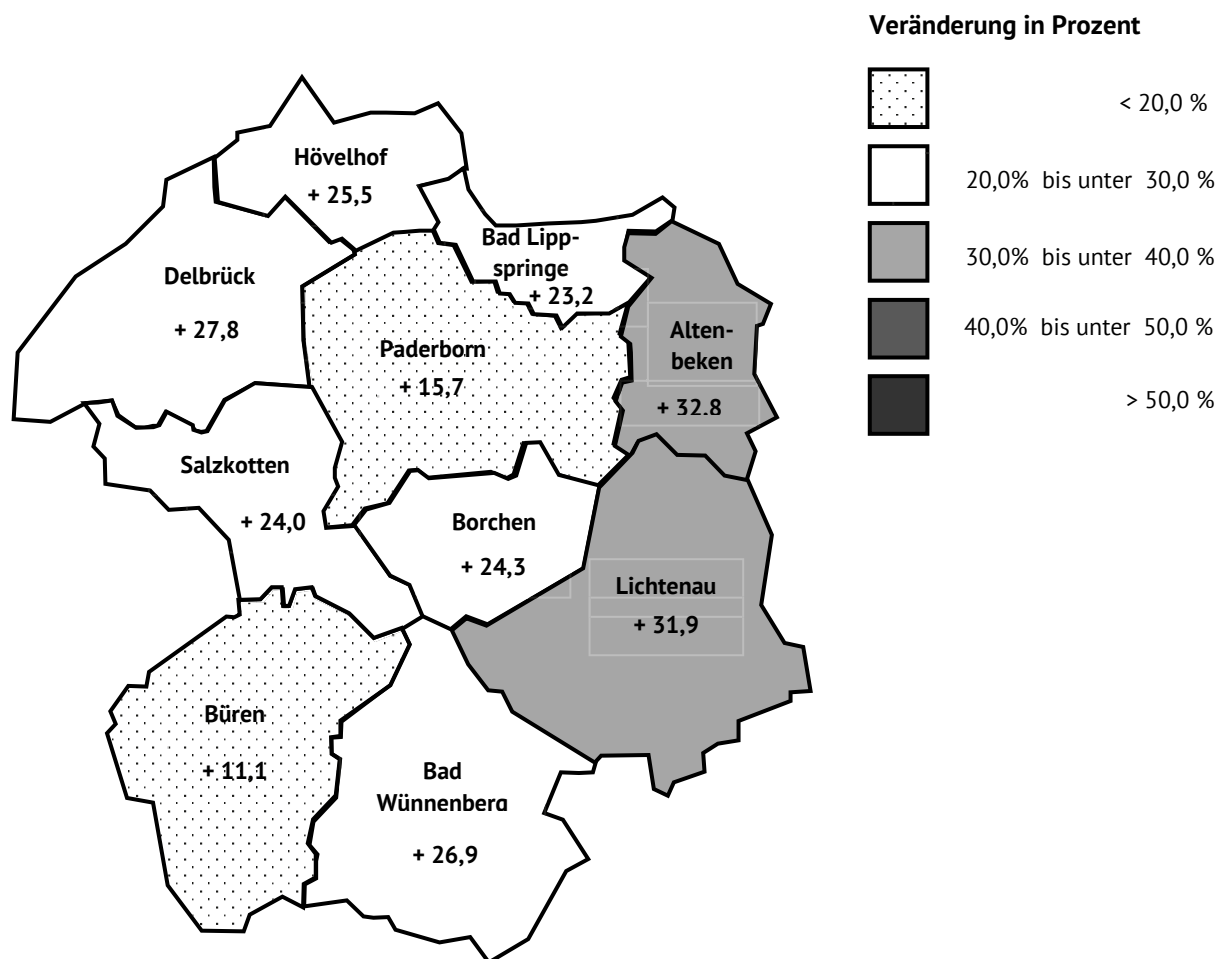 Veränderung in Prozent
< 20,0 %
20,0% bis unter 30,0 %
30,0% bis unter 40,0 %
40,0% bis unter 50,0 %
> 50,0 %
Hövelhof
+ 25,5
Bad Lipp-
springe
+ 23,2
Delbrück
+ 27,8
Paderborn
+ 15,7
Alten-
beken
+ 32.8
Salzkotten
+ 24,0
Borchen
+ 24,3
Lichtenau
+ 31,9
Büren
+ 11,1
Bad
Wünnenberg
+ 26,9